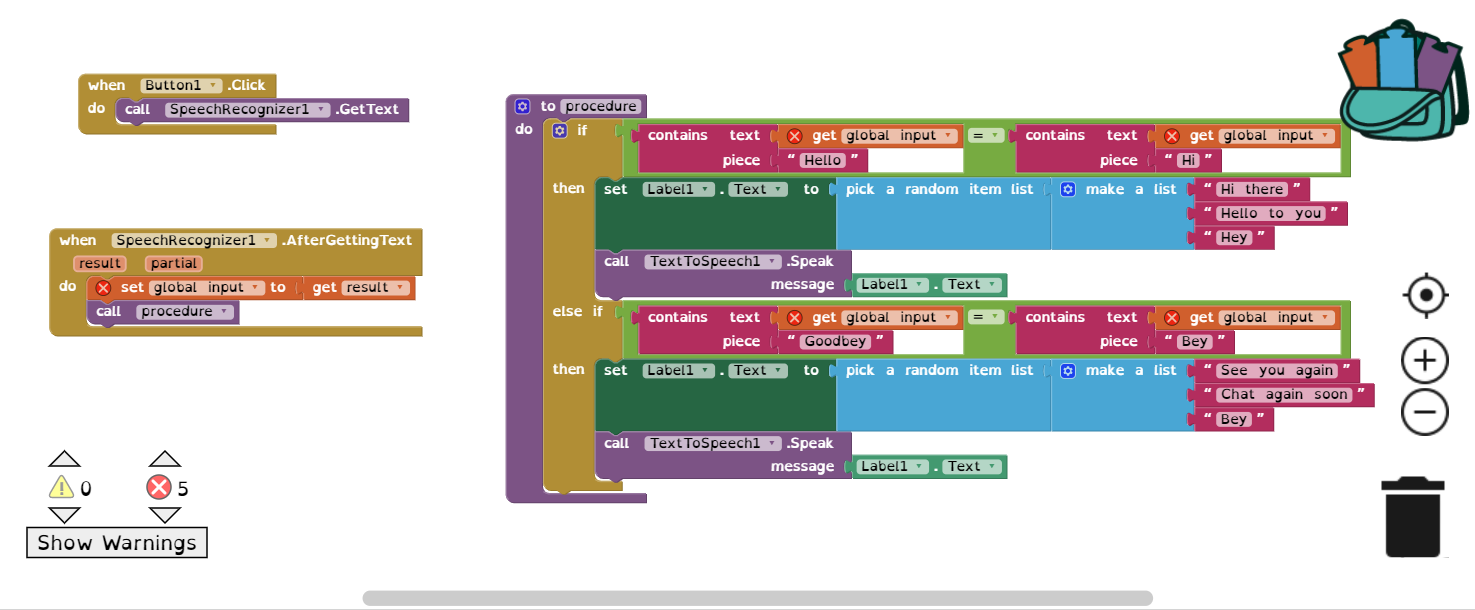 when Button1 .Click
do call SpeechRecognizer1 .GetText
when SpeechRecognizer1 .AfterGettingText
result partial
do set global input to get result
call procedure
to procedure
do if contains text get global input = contains text get global input
piece “ Hello ” piece “ Hi ”
then set Label1 . Text to pick a random item list make a list “ Hi there ”
“ Hello to you ”
“ Hey ”
call TextToSpeech1 .Speak
message Label1 . Text
else if contains text get global input = contains text get global input
piece “ Goodbey ” piece “ Bey ”
then set Label1 . Text to pick a random item list make a list “ See you again ”
“ Chat again soon ”
“ Bey ”
call TextToSpeech1 .Speak
message Label1 . Text
0 5
Show Warnings